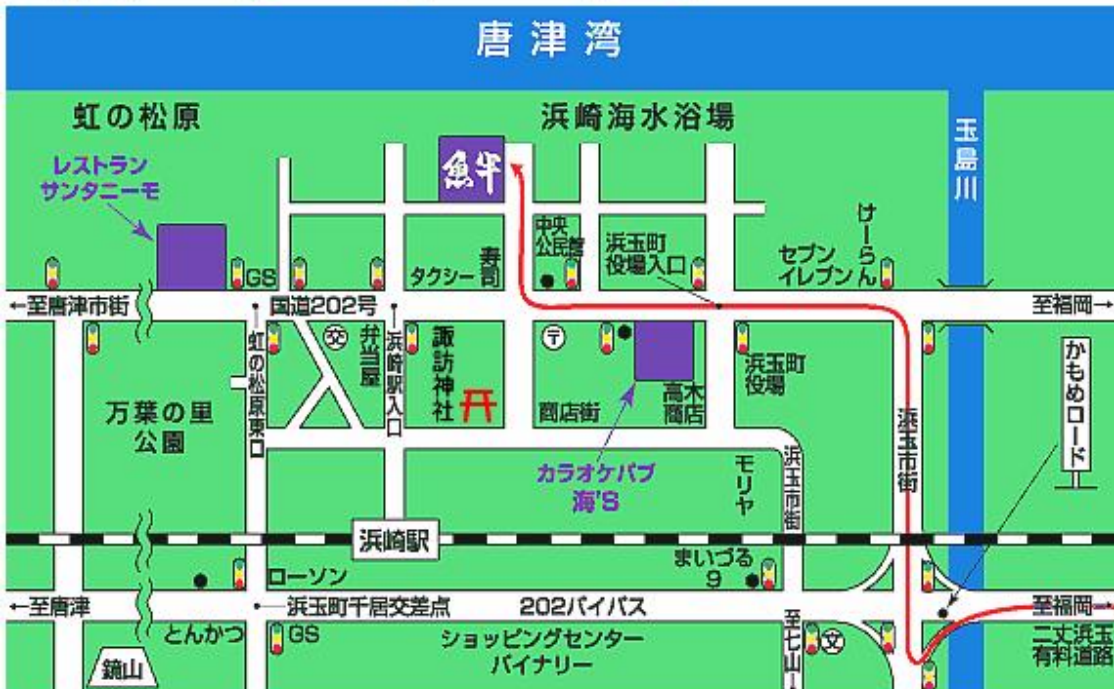 唐津湾
虹の松原
浜崎海水浴場
玉島川
レストラン
サンタニーモ
魚半
中央
公民館
寿司
タクシー
浜玉町
役場入口
セブン
イレブン
けーらん
GS
←至唐津市街
国道202号
至福岡→
虹の松原東口
交
弁当屋
浜崎駅入口
諏訪神社
〒
商店街
高木
商店
浜玉町
役場
浜玉市街
かもめロード
万葉の里
公園
カラオケパブ
海'S
モリヤ
浜玉市街
浜崎駅
ローソン
まいづる
9
←至唐津
浜玉町千居交差点
202バイパス
至福岡→
とんかつ
GS
ショッピングセンター
バイナリー
至七山→
文
二丈浜玉
有料道路
鏡山